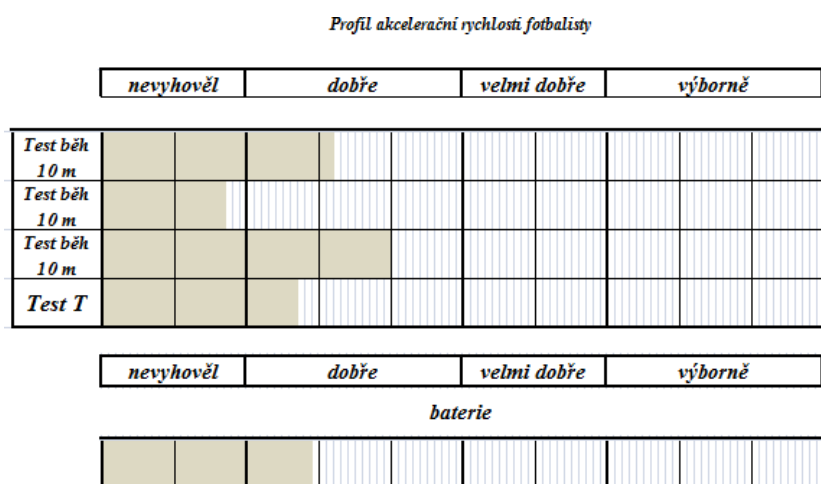 Profil akcelerační rychlosti fotbalisty
nevyhověl dobře velmi dobře výborně
Test běh
10 m
Test běh
10 m
Test běh
10 m
Test T
nevyhověl dobře velmi dobře výborně
baterie